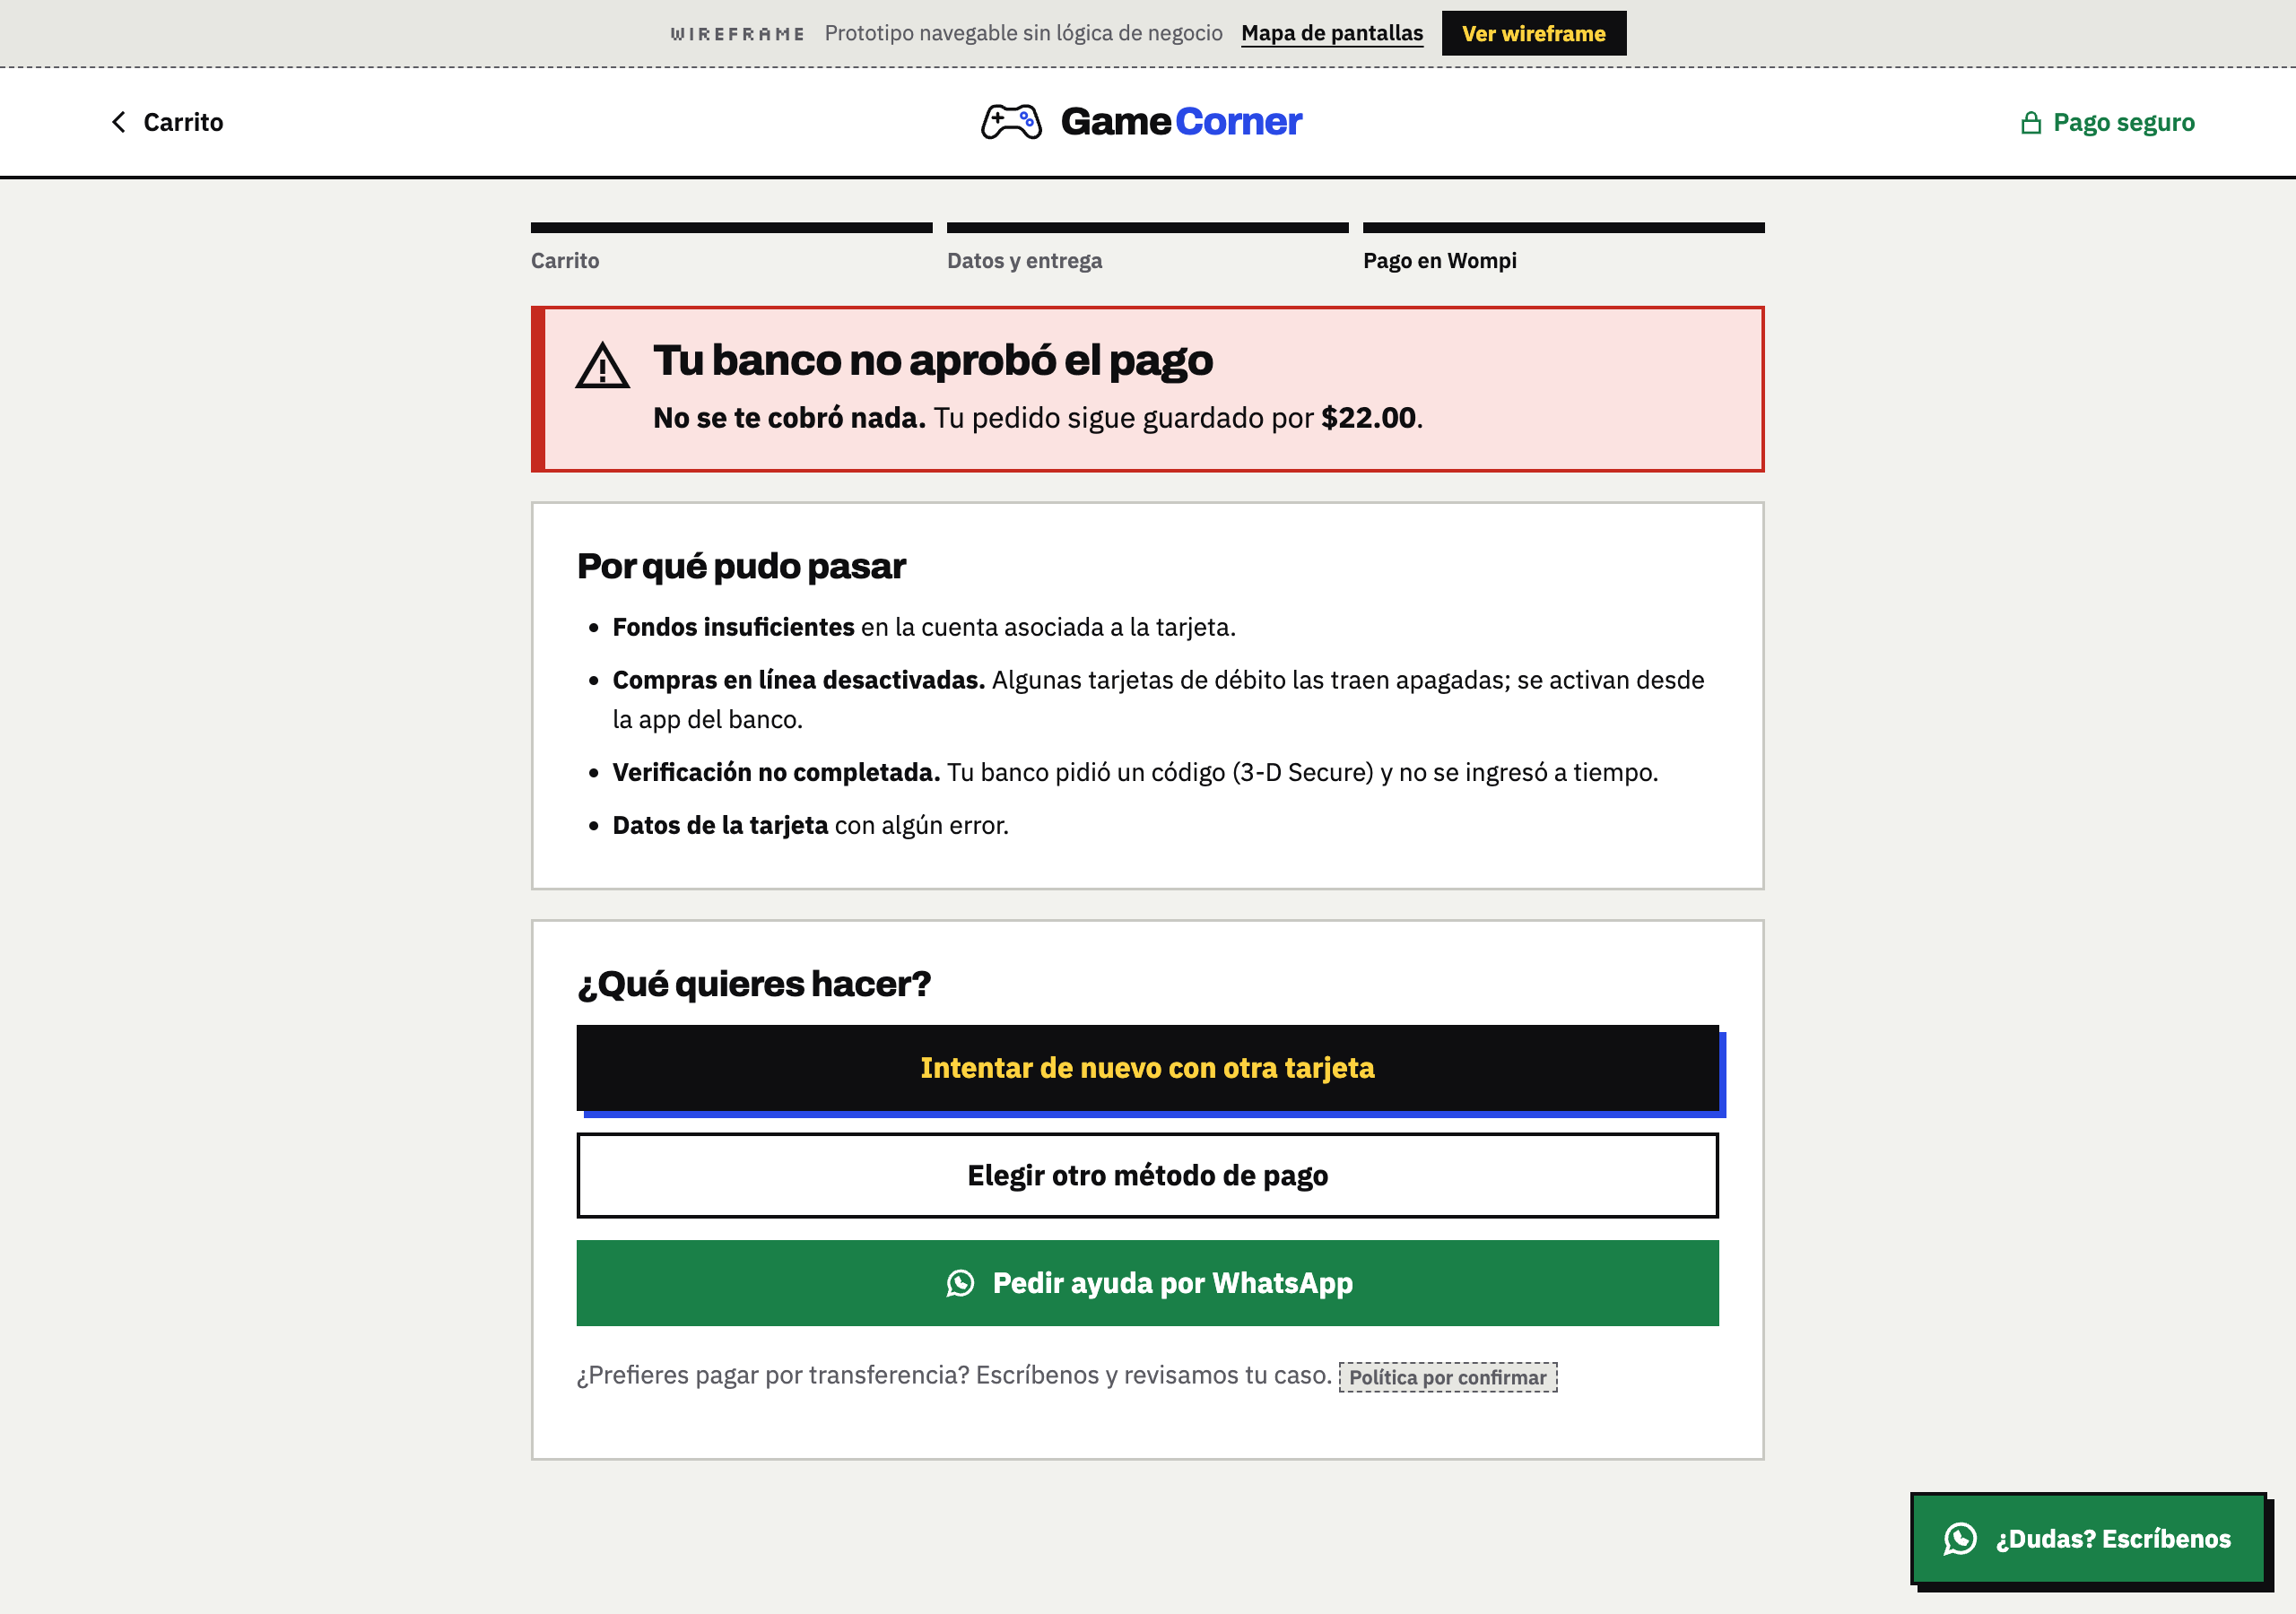 WIREFRAME Prototipo navegable sin lógica de negocio Mapa de pantallas Ver wireframe
Carrito
GameCorner
Pago seguro
Carrito
Datos y entrega
Pago en Wompi
Tu banco no aprobó el pago
No se te cobró nada. Tu pedido sigue guardado por $22.00.
Por qué pudo pasar
Fondos insuficientes en la cuenta asociada a la tarjeta.
Compras en línea desactivadas. Algunas tarjetas de débito las traen apagadas; se activan desde
la app del banco.
Verificación no completada. Tu banco pidió un código (3-D Secure) y no se ingresó a tiempo.
Datos de la tarjeta con algún error.
¿Qué quieres hacer?
Intentar de nuevo con otra tarjeta
Elegir otro método de pago
Pedir ayuda por WhatsApp
¿Prefieres pagar por transferencia? Escríbenos y revisamos tu caso. Política por confirmar
¿Dudas? Escríbenos